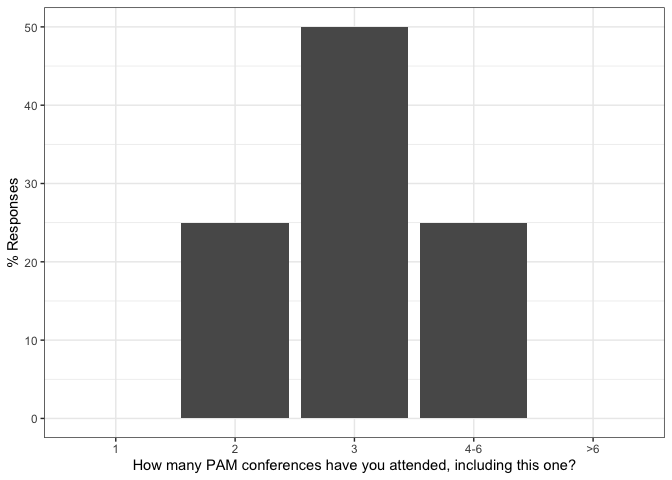 50
40
30
20
10
0
% Responses
1 2 3 4-6 >6
How many PAM conferences have you attended, including this one?